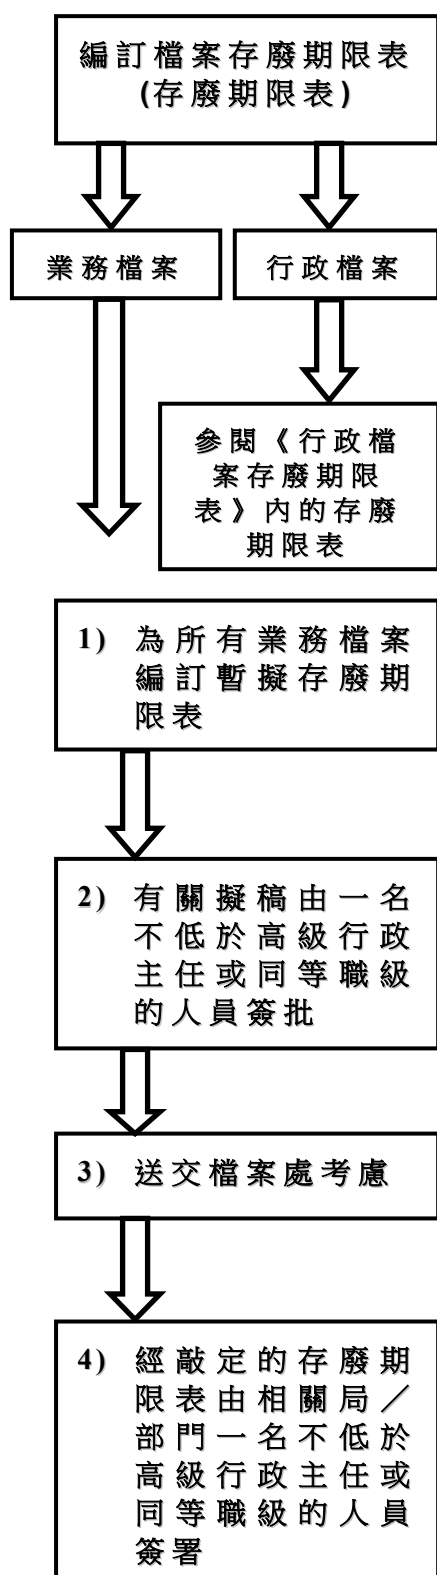 編訂檔案存廢期限表
(存廢期限表)
業務檔案
行政檔案
參閱《行政檔
案存廢期限
表》內的存廢
期限表
1) 為所有業務檔案
編訂暫擬存廢期
限表
2) 有關擬稿由一名
不低於高級行政
主任或同等職級
的人員簽批
3) 送交檔案處考慮
4) 經敲定的存廢期
限表由相關局／
部門一名不低於
高級行政主任或
同等職級的人員
簽署